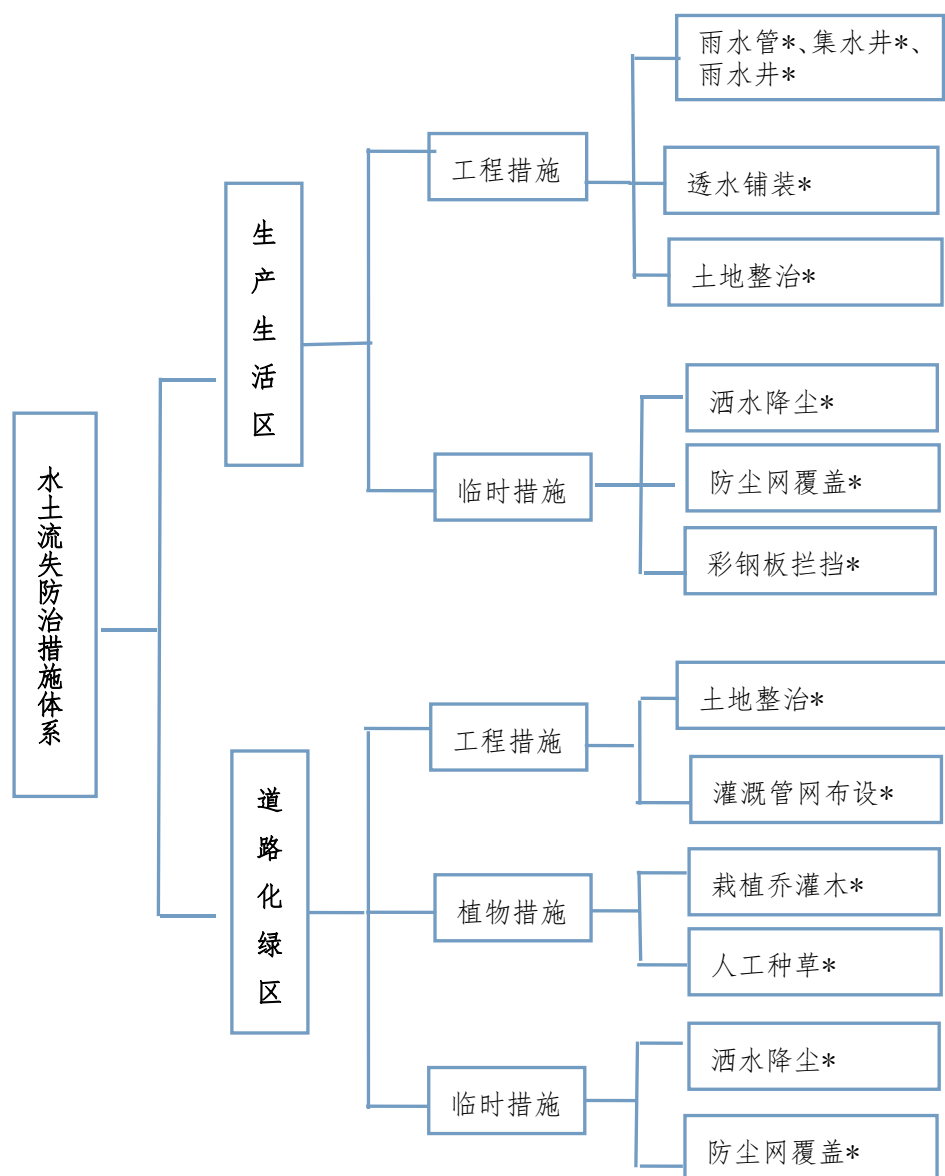 水土流失防治措施体系
生产生活区
工程措施
雨水管*、集水井*、
雨水井*
透水铺装*
土地整治*
临时措施
洒水降尘*
防尘网覆盖*
彩钢板拦挡*
道路化绿区
工程措施
土地整治*
灌溉管网布设*
植物措施
栽植乔灌木*
人工种草*
临时措施
洒水降尘*
防尘网覆盖*